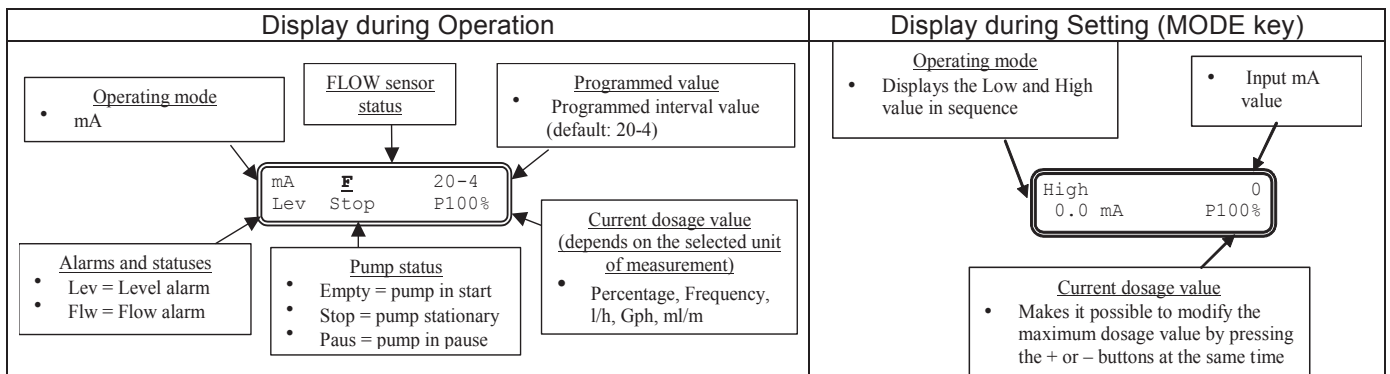 Display during Operation
Operating mode
• mA
FLOW sensor
status
Programmed value
• Programmed interval value
(default: 20-4)
mA F 20-4
Lev Stop P100%
Alarms and statuses
• Lev = Level alarm
• Flw = Flow alarm
Pump status
• Empty = pump in start
• Stop = pump stationary
• Paus = pump in pause
Current dosage value
(depends on the selected unit
of measurement)
• Percentage, Frequency,
l/h, Gph, ml/m
Display during Setting (MODE key)
Operating mode
• Displays the Low and High
value in sequence
• Input mA
value
High 0
0.0 mA P100%
Current dosage value
• Makes it possible to modify the
maximum dosage value by pressing
the + or – buttons at the same time